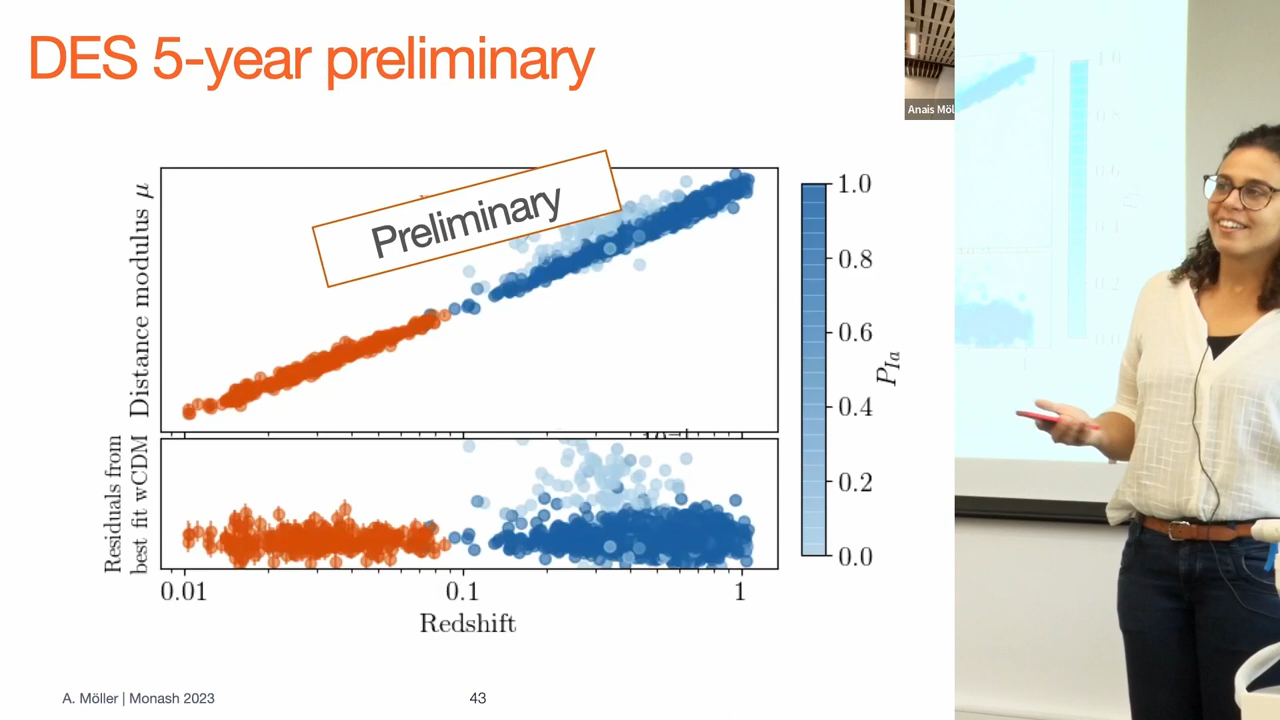 DES 5-year preliminary
Anais Möl
Preliminary
Distance modulus μ
Residuals from
best fit wCDM
0.01
0.1
1
Redshift
1.0
0.8
0.6
0.4
0.2
0.0
P_Ia
A. Möller | Monash 2023
43